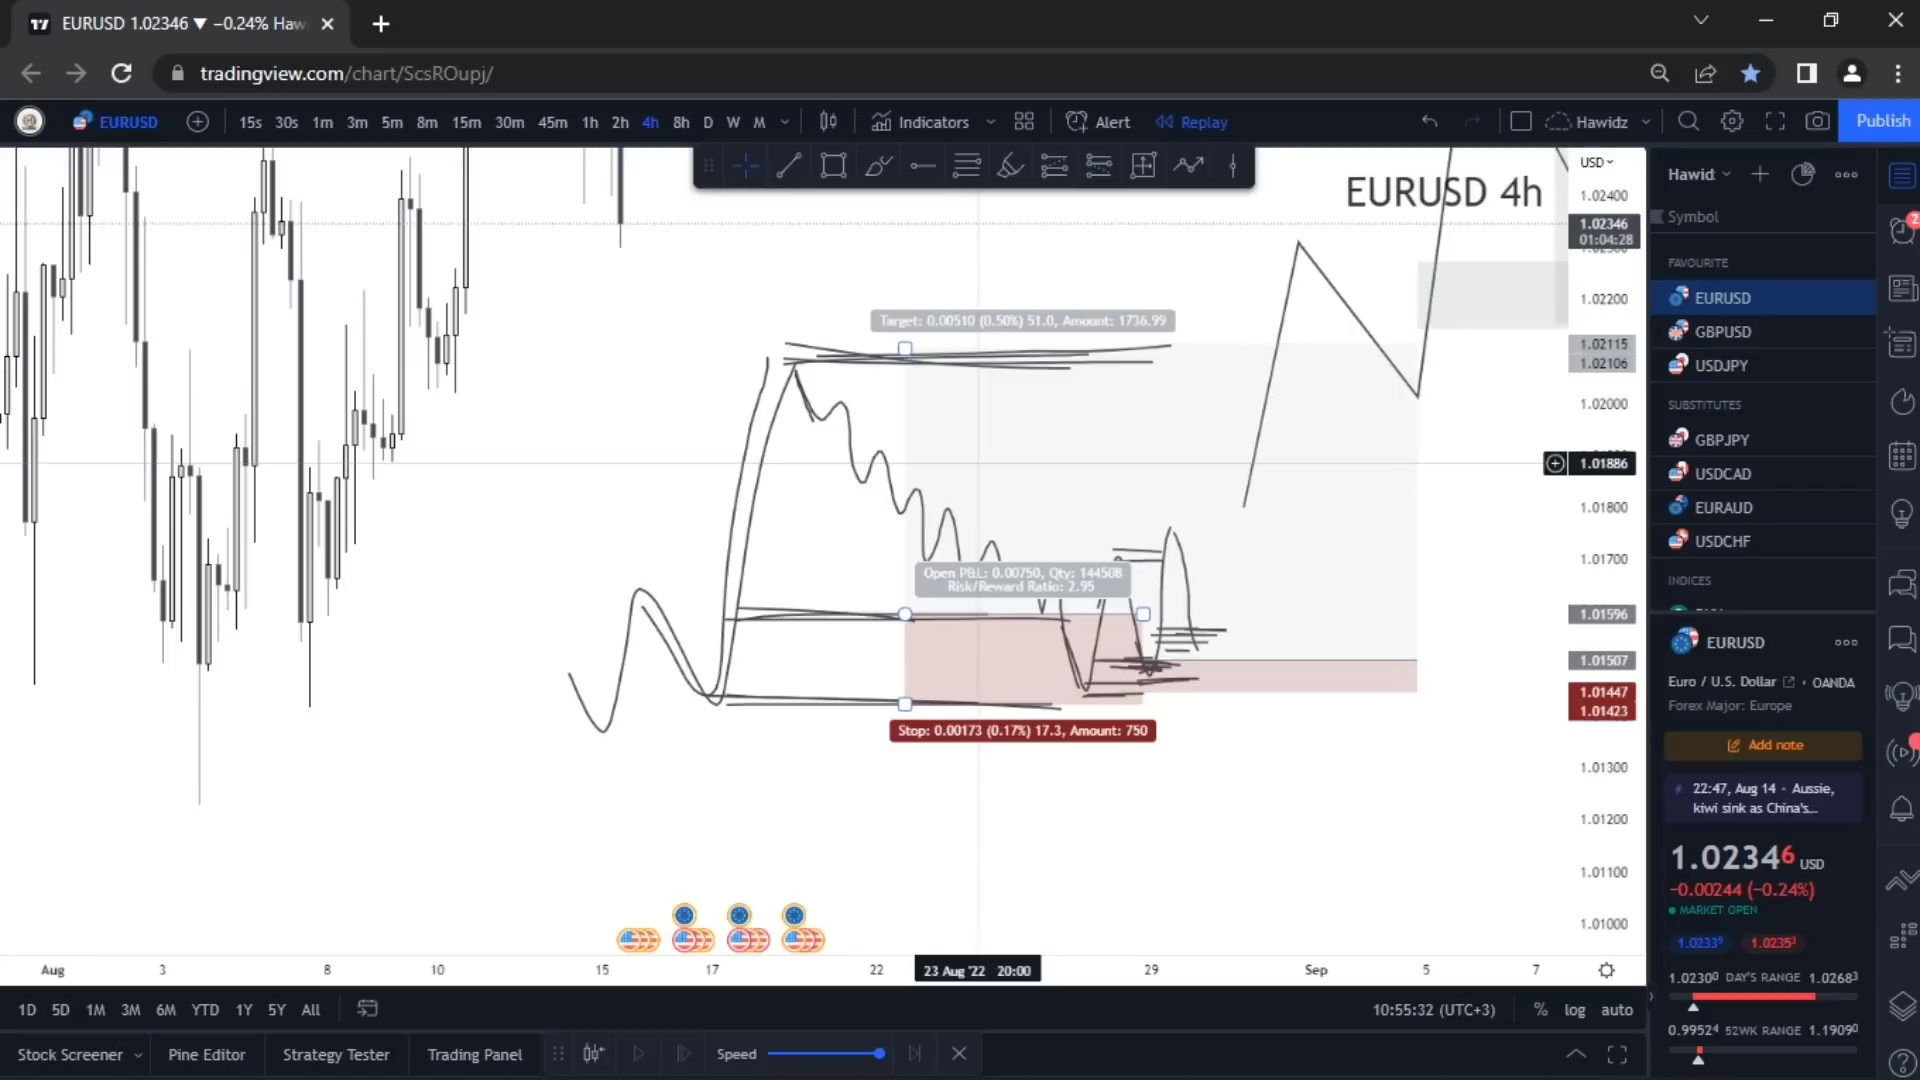 EURUSD 1.02346 ▼ −0.24% Haw
tradingview.com/chart/ScsROupj/
EURUSD 15s 30s 1m 3m 5m 8m 15m 30m 45m 1h 2h 4h 8h D W M Indicators Alert Replay Hawidz Publish
EURUSD 4h
USD
1.02400
1.02346
01:04:28
1.02200
1.02115
1.02106
1.02000
1.01886
1.01800
1.01700
1.01596
1.01507
1.01447
1.01423
1.01300
1.01200
1.01100
1.01000
Target: 0.00510 (0.50%) 51.0, Amount: 1736.99
Open P&L: 0.00750, Qty: 144508
Risk/Reward Ratio: 2.95
Stop: 0.00173 (0.17%) 17.3, Amount: 750
Aug 3 8 10 15 17 22 23 Aug '22 20:00 29 Sep 5 7
1D 5D 1M 3M 6M YTD 1Y 5Y All 10:55:32 (UTC+3) % log auto
Stock Screener Pine Editor Strategy Tester Trading Panel Speed
Hawid
Symbol
FAVOURITE
EURUSD
GBPUSD
USDJPY
SUBSTITUTES
GBPJPY
USDCAD
EURAUD
USDCHF
INDICES
EURUSD
Euro / U.S. Dollar • OANDA
Forex Major: Europe
Add note
22:47, Aug 14 - Aussie,
kiwi sink as China's...
1.02346 USD
−0.00244 (−0.24%)
MARKET OPEN
1.02339 1.02353
1.02300 DAY'S RANGE 1.02683
0.99524 52WK RANGE 1.19090
2